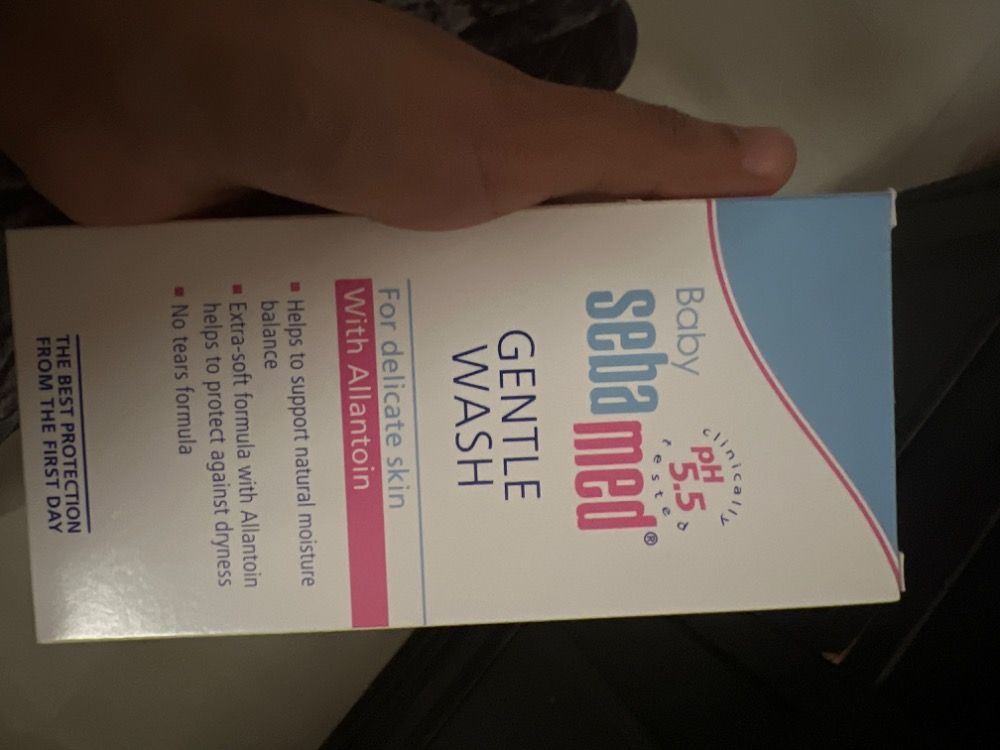 Baby
sebamed®
Clinically
pH
5.5
Tested
GENTLE
WASH
For delicate skin
With Allantoin
▪ Helps to support natural moisture
balance
▪ Extra-soft formula with Allantoin
helps to protect against dryness
▪ No tears formula
THE BEST PROTECTION
FROM THE FIRST DAY